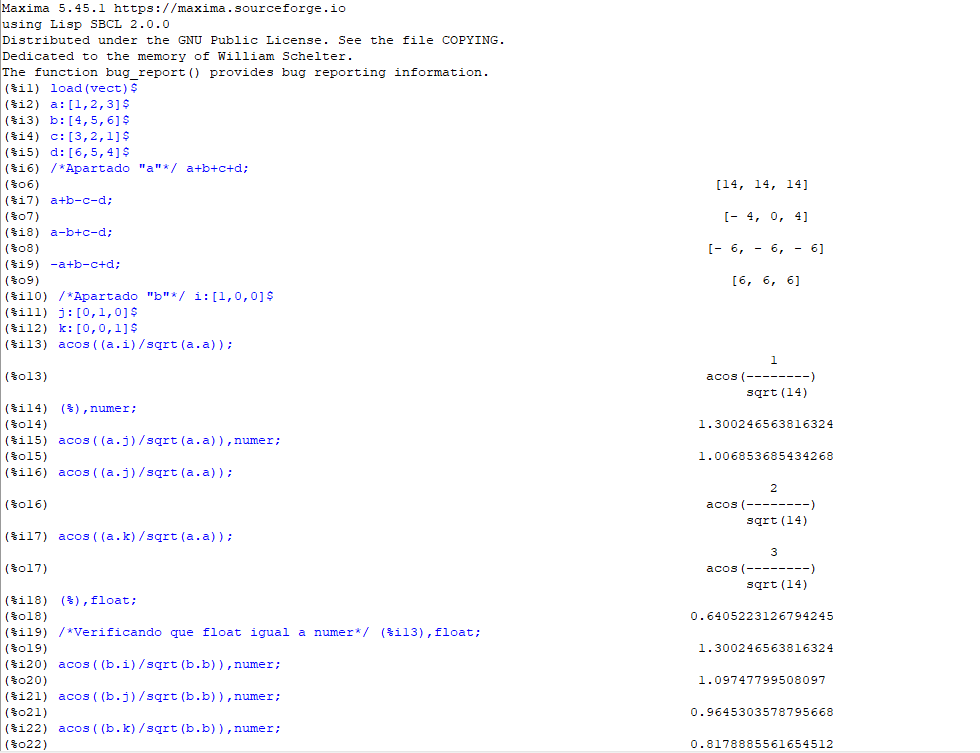 Maxima 5.45.1 https://maxima.sourceforge.io
using Lisp SBCL 2.0.0
Distributed under the GNU Public License. See the file COPYING.
Dedicated to the memory of William Schelter.
The function bug_report() provides bug reporting information.
(%i1) load(vect)$
(%i2) a:[1,2,3]$
(%i3) b:[4,5,6]$
(%i4) c:[3,2,1]$
(%i5) d:[6,5,4]$
(%i6) /*Apartado "a"*/ a+b+c+d;
(%o6) [14, 14, 14]
(%i7) a+b-c-d;
(%o7) [- 4, 0, 4]
(%i8) a-b+c-d;
(%o8) [- 6, - 6, - 6]
(%i9) -a+b-c+d;
(%o9) [6, 6, 6]
(%i10) /*Apartado "b"*/ i:[1,0,0]$
(%i11) j:[0,1,0]$
(%i12) k:[0,0,1]$
(%i13) acos((a.i)/sqrt(a.a));
1
(%o13) acos(--------)
sqrt(14)
(%i14) (%),numer;
(%o14) 1.300246563816324
(%i15) acos((a.j)/sqrt(a.a)),numer;
(%o15) 1.006853685434268
(%i16) acos((a.j)/sqrt(a.a));
2
(%o16) acos(--------)
sqrt(14)
(%i17) acos((a.k)/sqrt(a.a));
3
(%o17) acos(--------)
sqrt(14)
(%i18) (%),float;
(%o18) 0.6405223126794245
(%i19) /*Verificando que float igual a numer*/ (%i13),float;
(%o19) 1.300246563816324
(%i20) acos((b.i)/sqrt(b.b)),numer;
(%o20) 1.09747799508097
(%i21) acos((b.j)/sqrt(b.b)),numer;
(%o21) 0.9645303578795668
(%i22) acos((b.k)/sqrt(b.b)),numer;
(%o22) 0.8178885561654512